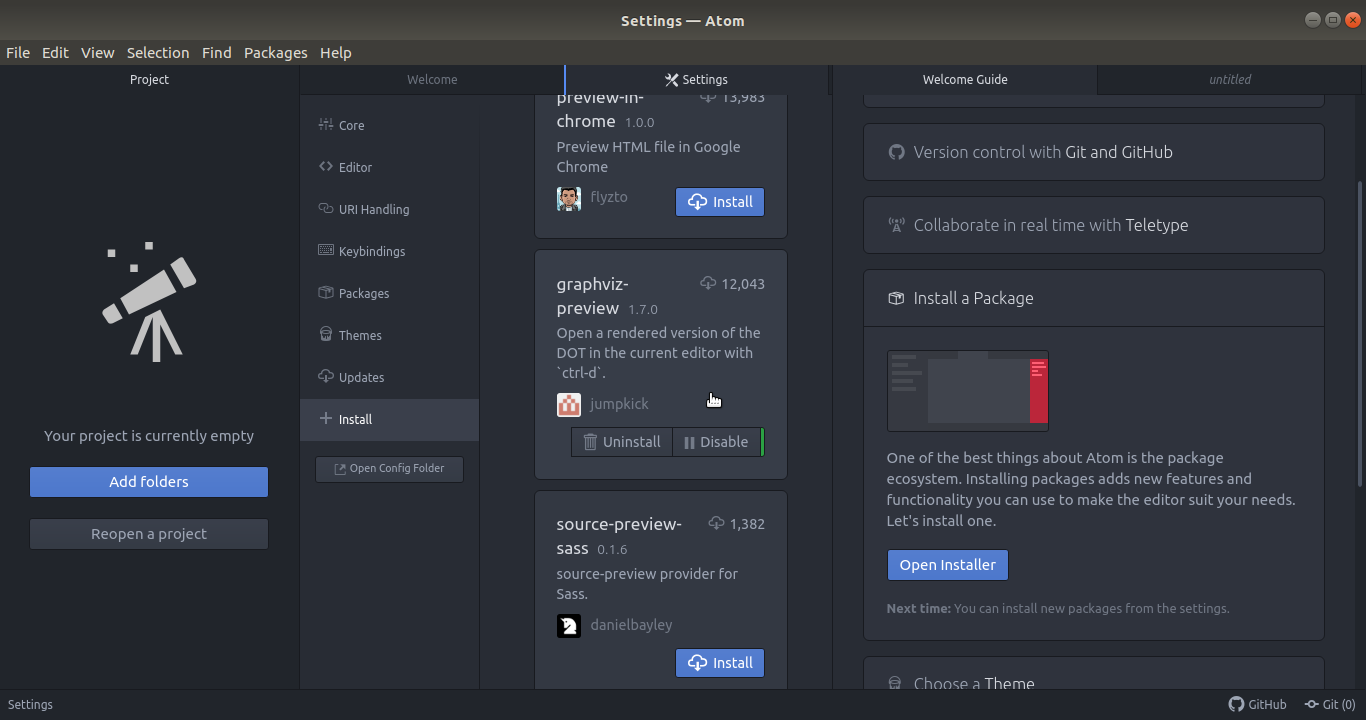 Settings — Atom
File Edit View Selection Find Packages Help
Project
Welcome
Settings
Welcome Guide
untitled
Your project is currently empty
Add folders
Reopen a project
Core
Editor
URI Handling
Keybindings
Packages
Themes
Updates
Install
Open Config Folder
preview-in-
chrome 1.0.0
13,983
Preview HTML file in Google
Chrome
flyzto
Install
graphviz-
preview 1.7.0
12,043
Open a rendered version of the
DOT in the current editor with
`ctrl-d`.
jumpkick
Uninstall
Disable
source-preview-
sass 0.1.6
1,382
source-preview provider for
Sass.
danielbayley
Install
Version control with Git and GitHub
Collaborate in real time with Teletype
Install a Package
One of the best things about Atom is the package
ecosystem. Installing packages adds new features and
functionality you can use to make the editor suit your needs.
Let's install one.
Open Installer
Next time: You can install new packages from the settings.
Choose a Theme
Settings
GitHub
Git (0)